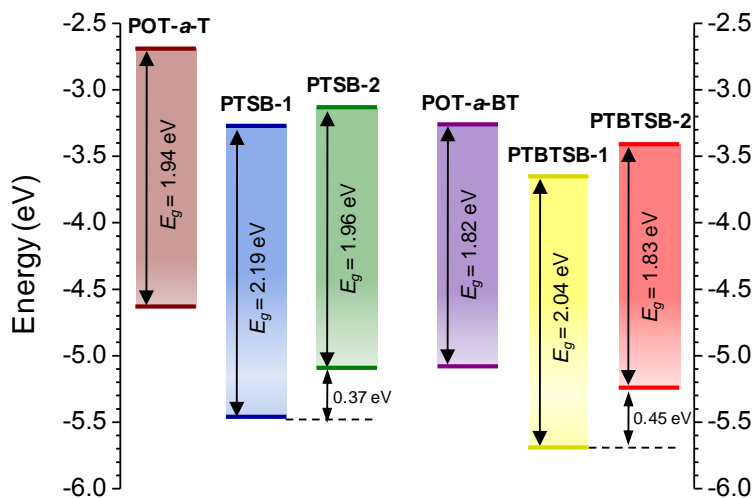 Energy (eV)
-2.5
-3.0
-3.5
-4.0
-4.5
-5.0
-5.5
-6.0
POT-a-T
PTSB-1
PTSB-2
POT-a-BT
PTBTSB-1
PTBTSB-2
Eg = 1.94 eV
Eg = 2.19 eV
Eg = 1.96 eV
Eg = 1.82 eV
Eg = 2.04 eV
Eg = 1.83 eV
0.37 eV
0.45 eV
-2.5
-3.0
-3.5
-4.0
-4.5
-5.0
-5.5
-6.0